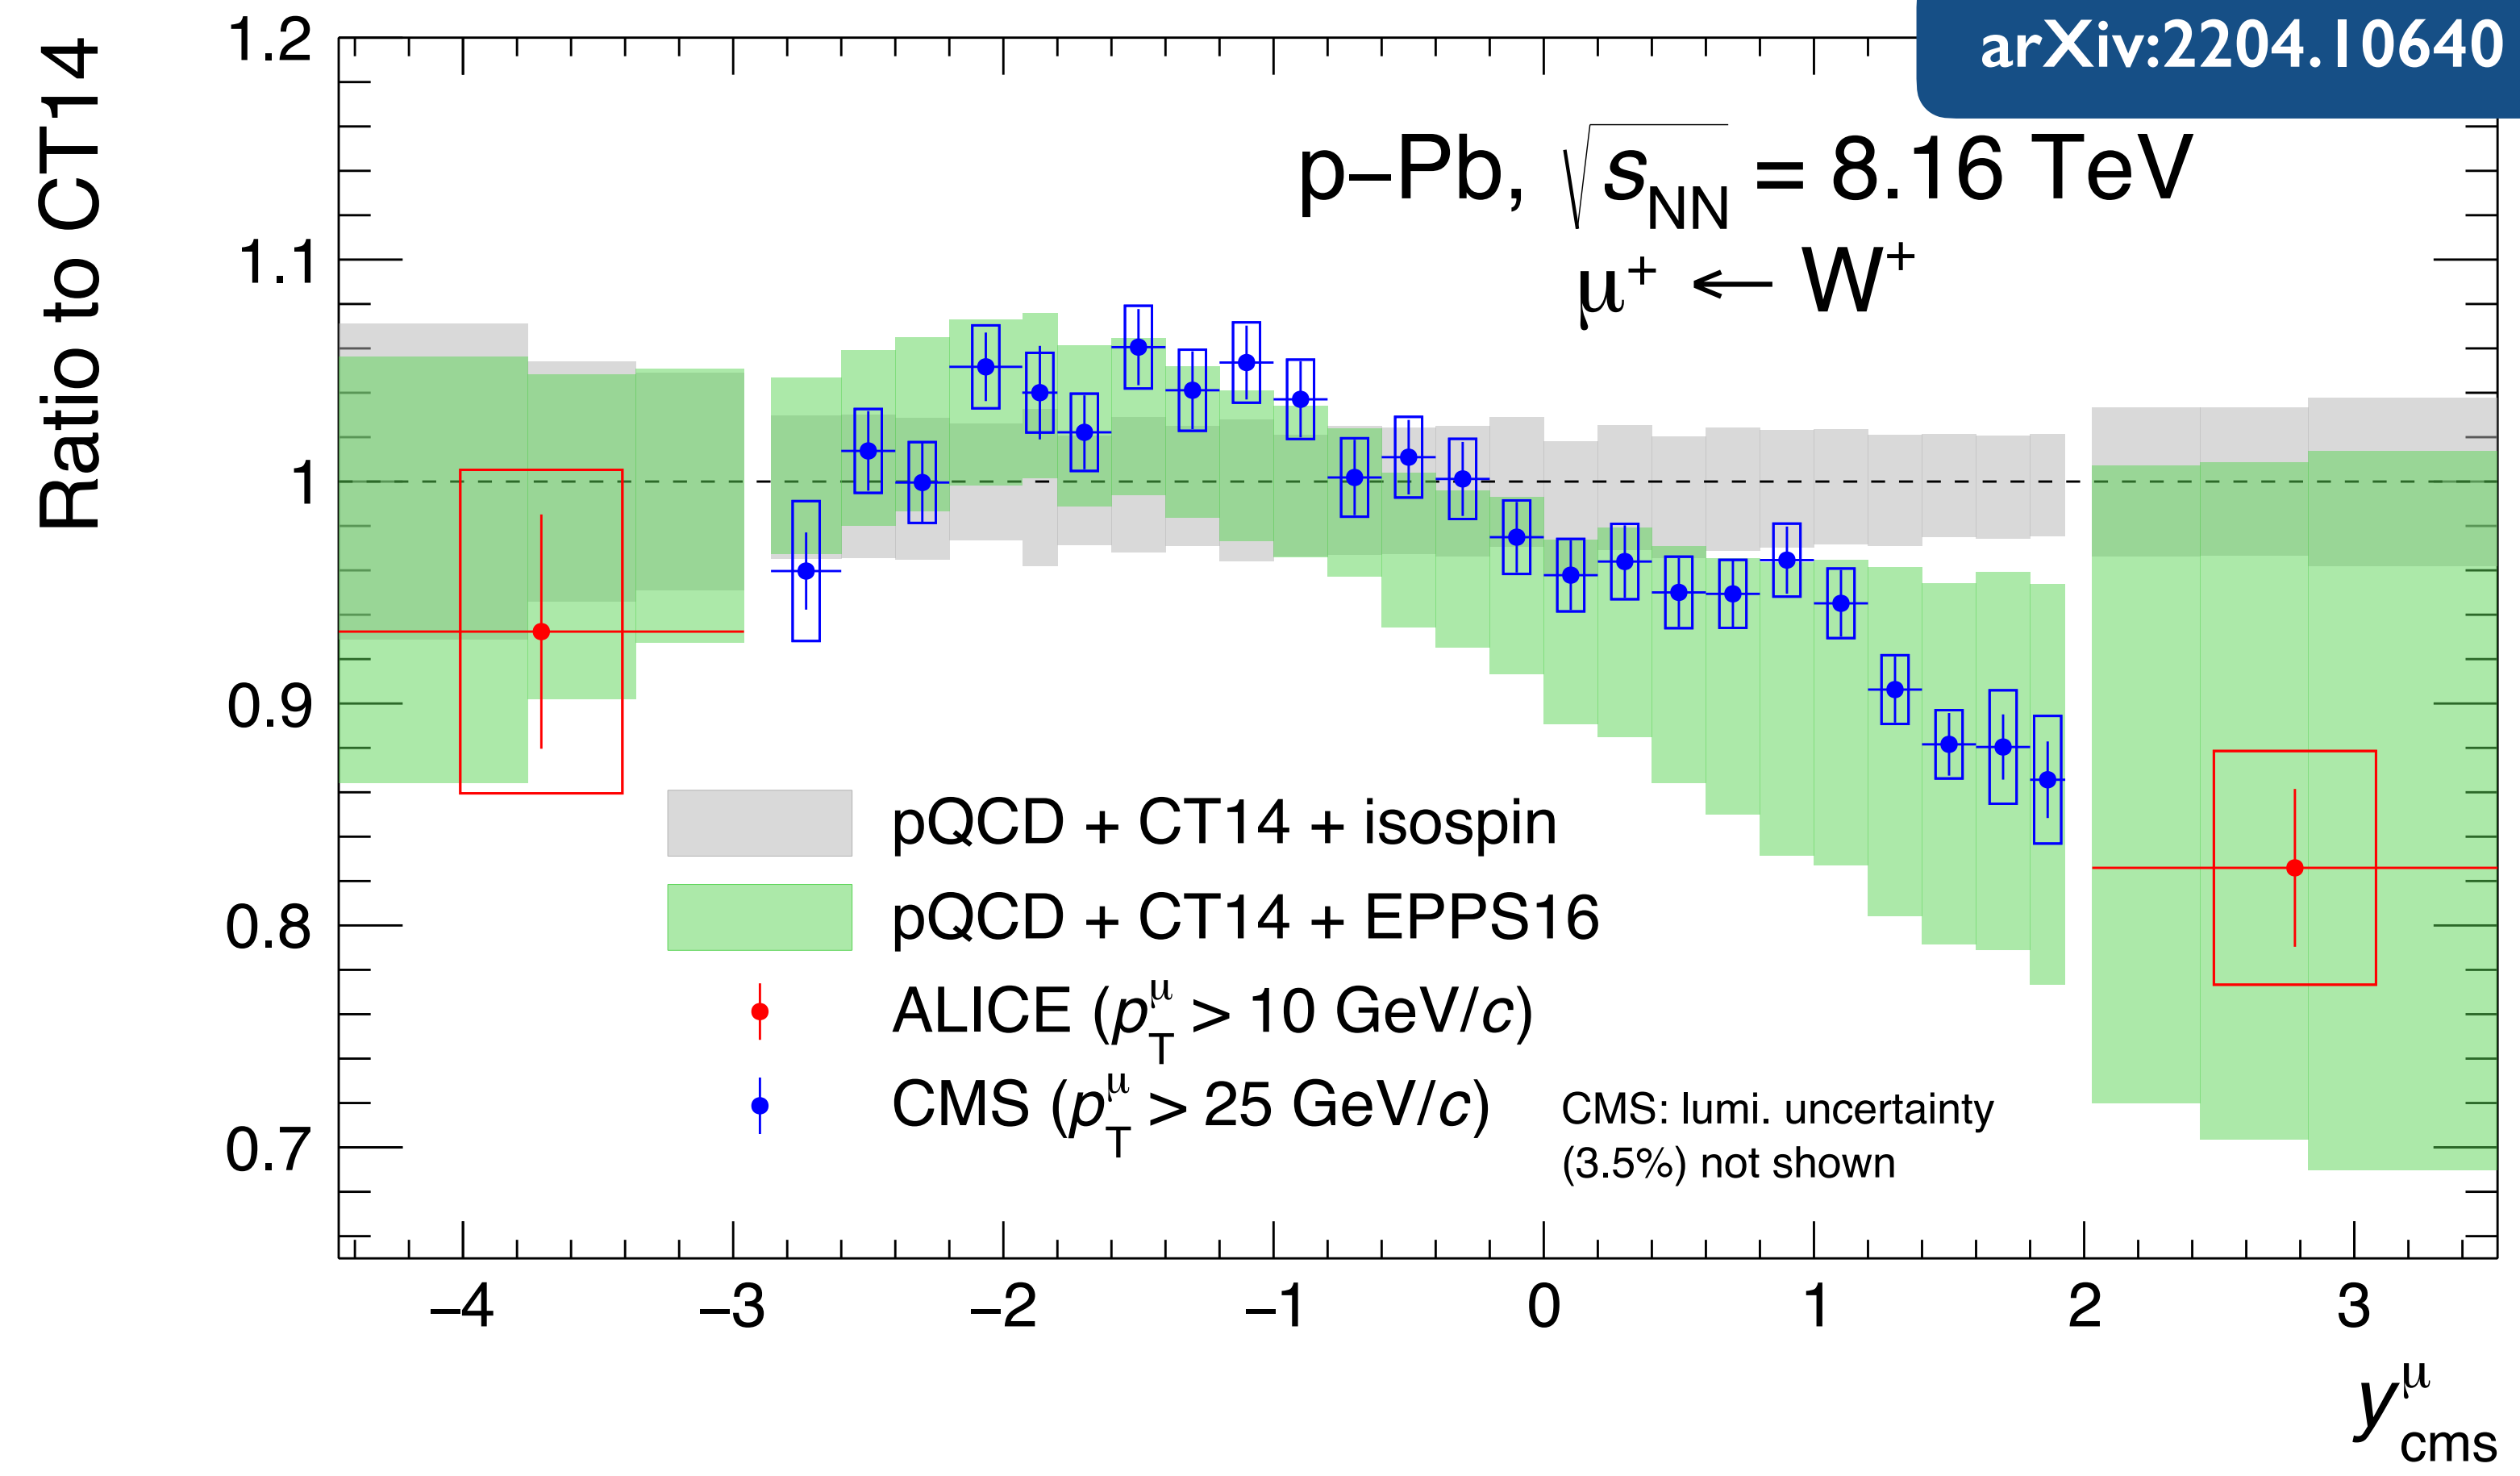 arXiv:2204.10640
Ratio to CT14
1.2
1.1
1
0.9
0.8
0.7
p–Pb, √sNN = 8.16 TeV
μ+ ← W+
pQCD + CT14 + isospin
pQCD + CT14 + EPPS16
ALICE (pTμ > 10 GeV/c)
CMS (pTμ > 25 GeV/c)
CMS: lumi. uncertainty
(3.5%) not shown
−4 −3 −2 −1 0 1 2 3
yμcms